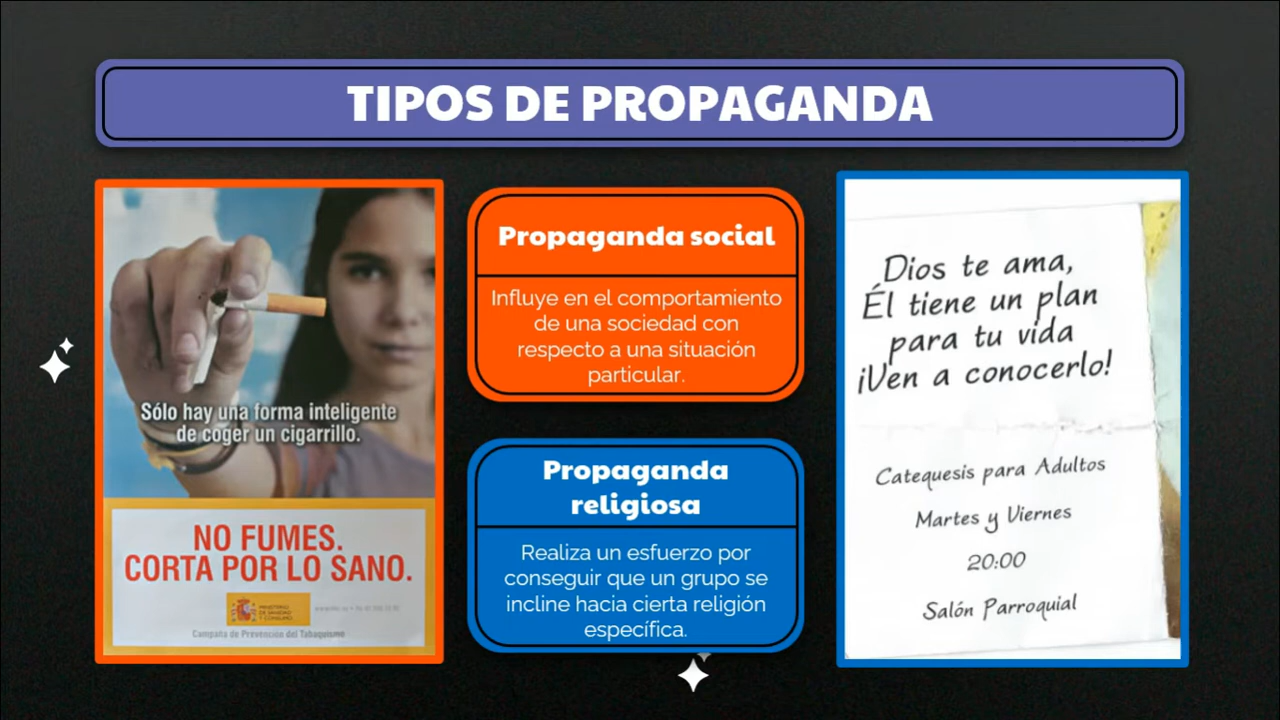 TIPOS DE PROPAGANDA
Sólo hay una forma inteligente
de coger un cigarrillo.
NO FUMES.
CORTA POR LO SANO.
MINISTERIO
DE SANIDAD
Y CONSUMO
Campaña de Prevención del Tabaquismo
Propaganda social
Influye en el comportamiento
de una sociedad con
respecto a una situación
particular.
Propaganda
religiosa
Realiza un esfuerzo por
conseguir que un grupo se
incline hacia cierta religión
específica.
Dios te ama,
Él tiene un plan
para tu vida
¡Ven a conocerlo!
Catequesis para Adultos
Martes y Viernes
20:00
Salón Parroquial